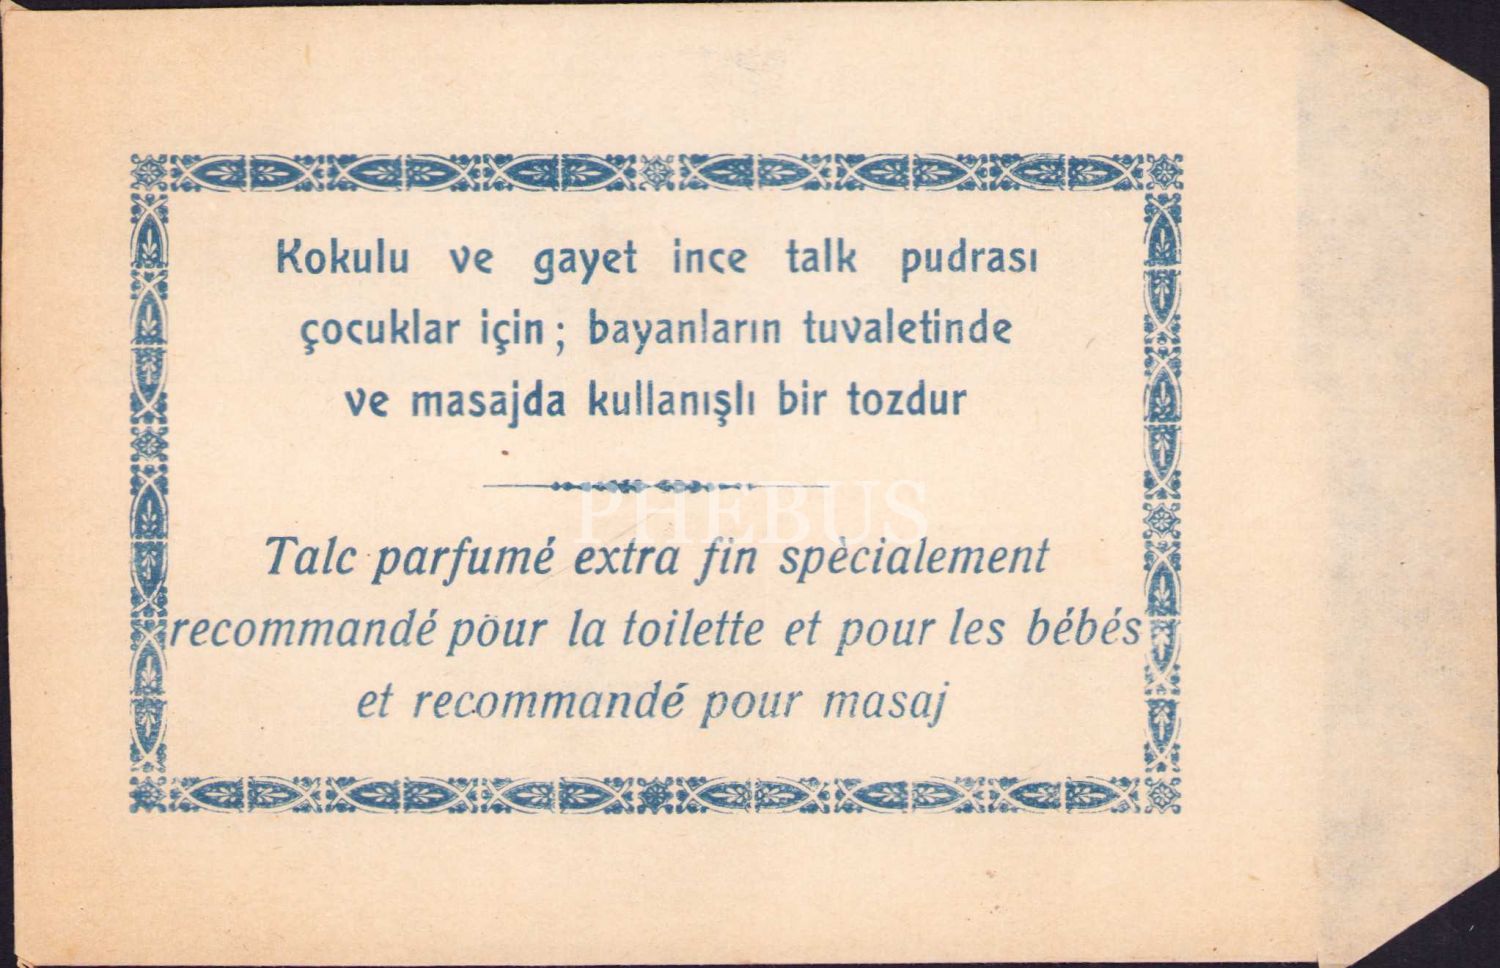 Kokulu ve gayet ince talk pudrası
çocuklar için; bayanların tuvaletinde
ve masajda kullanışlı bir tozdur
PHEBUS
Talc parfumé extra fin spècialement
recommandé pour la toilette et pour les bébés
et recommandé pour masaj